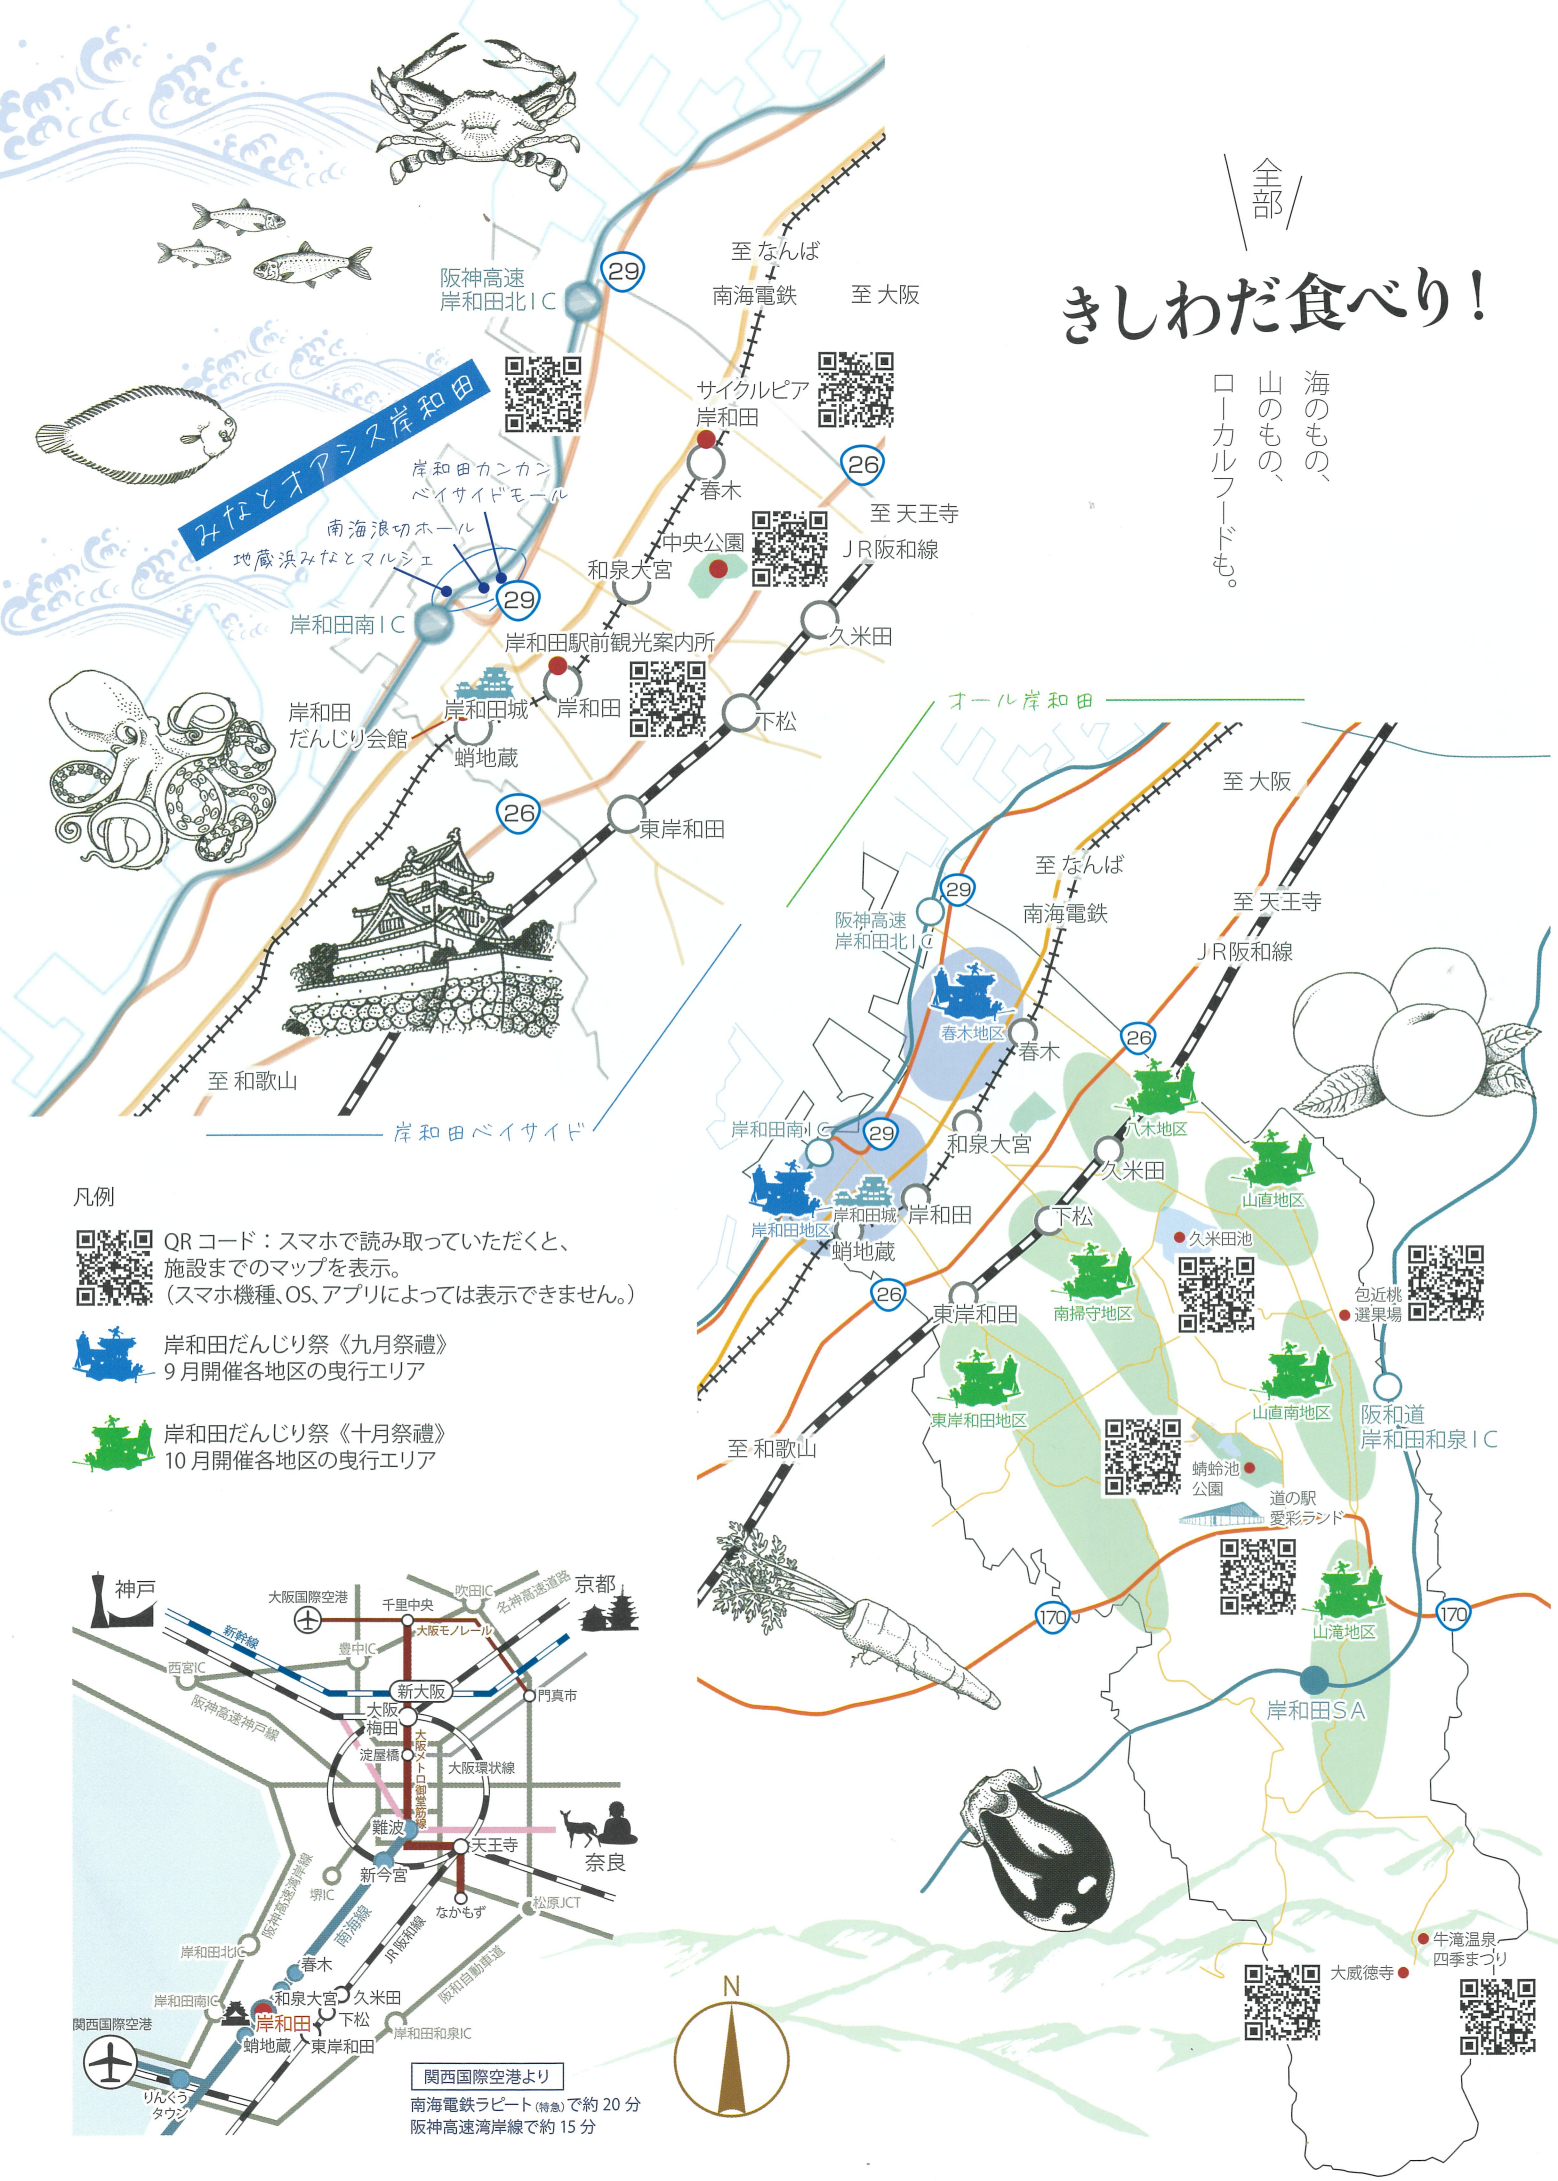 全部
きしわだ食べり!
海のもの、
山のもの、
ローカルフードも。
阪神高速
岸和田北IC
29
至 なんば
南海電鉄
至 大阪
サイクルピア
岸和田
春木
26
みなとオアシス岸和田
岸和田カンカン
ベイサイドモール
南海浪切ホール
地蔵浜みなとマルシェ
至 天王寺
JR阪和線
中央公園
和泉大宮
29
岸和田南IC
久米田
岸和田駅前観光案内所
岸和田城
岸和田
岸和田
だんじり会館
蛸地蔵
下松
26
東岸和田
至 和歌山
岸和田ベイサイド
オール岸和田
至 大阪
至 なんば
29
南海電鉄
阪神高速
岸和田北IC
至 天王寺
JR阪和線
春木地区
春木
26
八木地区
岸和田南IC
29
和泉大宮
久米田
山直地区
岸和田地区
岸和田城
岸和田
下松
蛸地蔵
久米田池
26
東岸和田
南掃守地区
包近桃
選果場
東岸和田地区
山直南地区
阪和道
岸和田和泉IC
至 和歌山
蜻蛉池
公園
道の駅
愛彩ランド
170
170
山滝地区
岸和田SA
牛滝温泉
四季まつり
大威徳寺
N
凡例
QRコード：スマホで読み取っていただくと、
施設までのマップを表示。
（スマホ機種、OS、アプリによっては表示できません。）
岸和田だんじり祭《九月祭禮》
9月開催各地区の曳行エリア
岸和田だんじり祭《十月祭禮》
10月開催各地区の曳行エリア
神戸
大阪国際空港
千里中央
吹田IC
名神高速道路
京都
新幹線
大阪モノレール
豊中IC
西宮IC
新大阪
門真市
阪神高速神戸線
大阪
梅田
淀屋橋
大阪メトロ御堂筋線
大阪環状線
難波
天王寺
奈良
新今宮
堺IC
なかもず
松原JCT
阪神高速湾岸線
南海線
JR阪和線
阪和自動車道
岸和田北IC
春木
岸和田南IC
和泉大宮
久米田
岸和田
下松
関西国際空港
蛸地蔵
東岸和田
岸和田和泉IC
りんくう
タウン
関西国際空港より
南海電鉄ラピート(特急)で約20分
阪神高速湾岸線で約15分